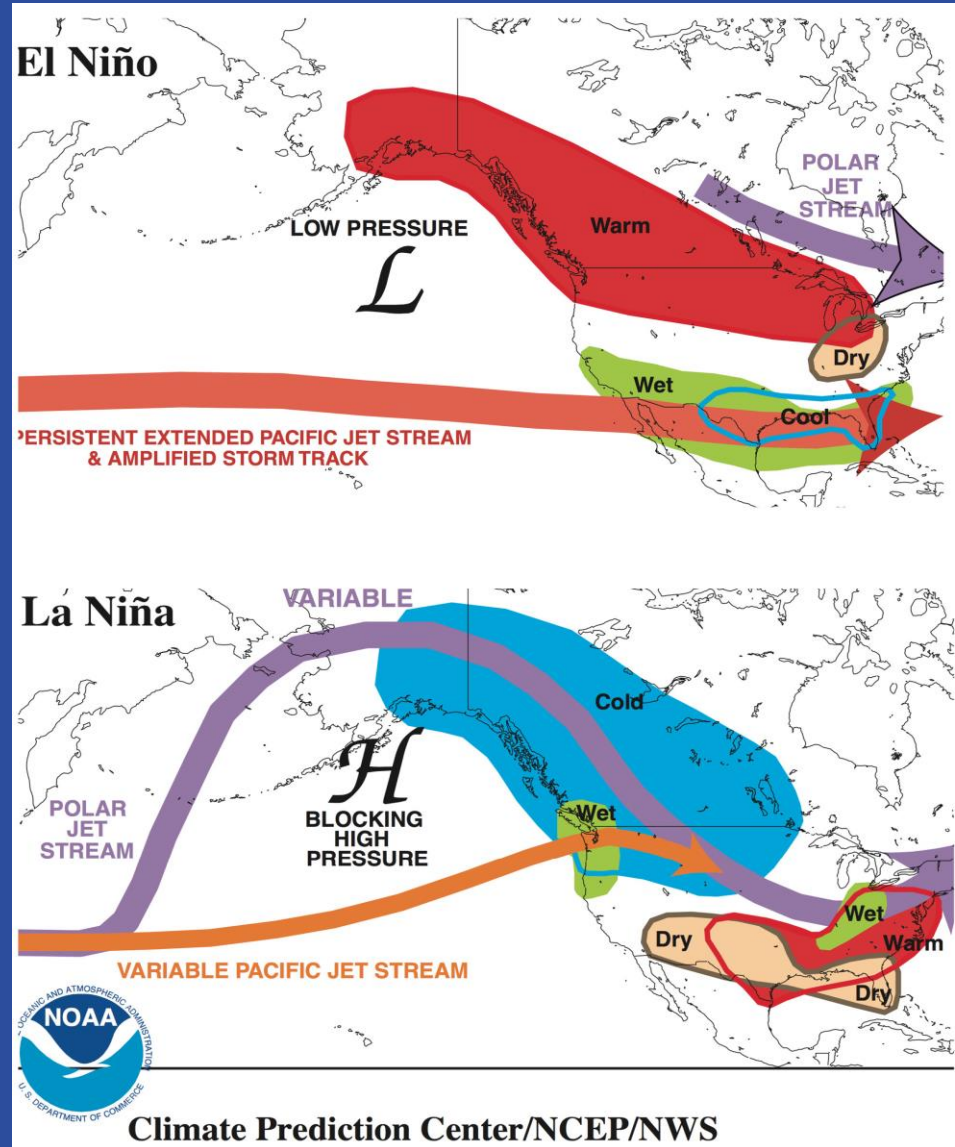 El Niño
POLAR
JET
STREAM
LOW PRESSURE
L
Warm
Dry
Wet
Cool
PERSISTENT EXTENDED PACIFIC JET STREAM
& AMPLIFIED STORM TRACK
La Niña
VARIABLE
Cold
H
BLOCKING
HIGH
PRESSURE
POLAR
JET
STREAM
Wet
Wet
Dry
Warm
Dry
VARIABLE PACIFIC JET STREAM
OCEANIC AND ATMOSPHERIC ADMINISTRATION
NOAA
U.S. DEPARTMENT OF COMMERCE
Climate Prediction Center/NCEP/NWS